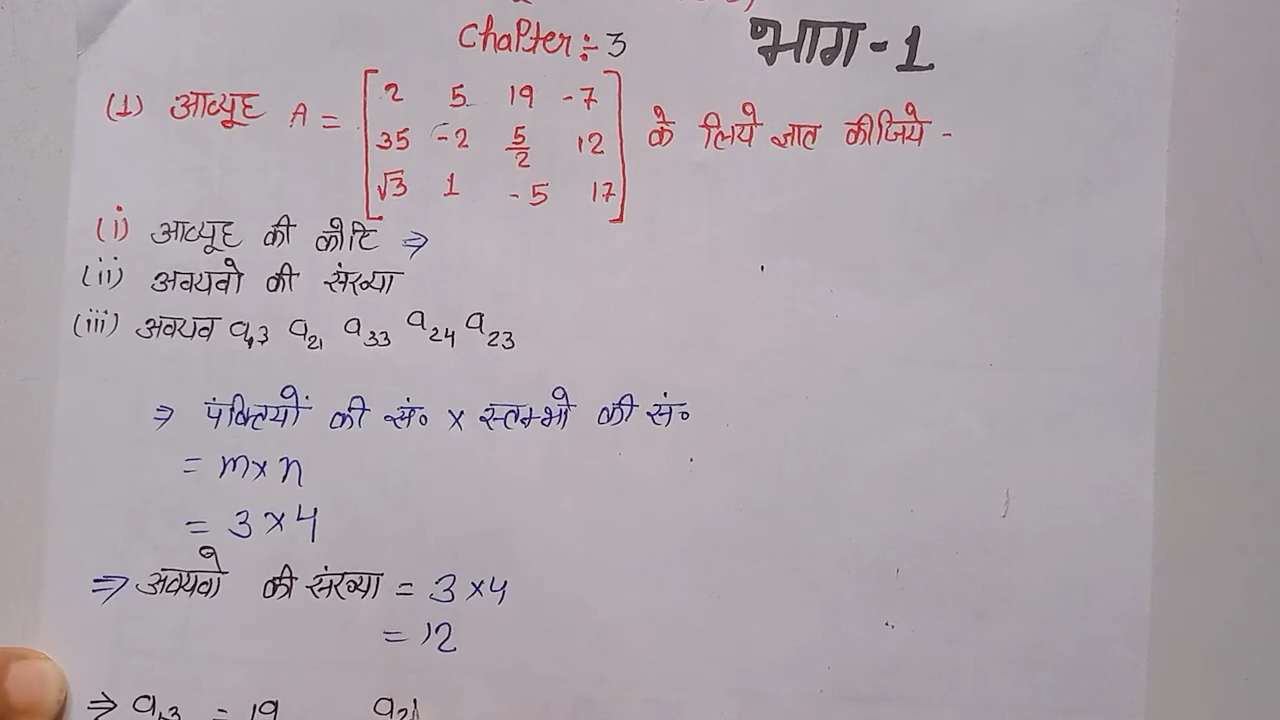 Chapter :- 3 भाग - 1
(1) आव्यूह A = [2 5 19 -7; 35 -2 5/2 12; √3 1 -5 17] के लिये ज्ञात कीजिये -
(i) आव्यूह की कोटि ⇒
(ii) अवयवो की संख्या
(iii) अवयव a₁₃ a₂₁ a₃₃ a₂₄ a₂₃
⇒ पंक्तियों की सं० × स्तम्भो की सं०
= m×n
= 3×4
⇒ अवयवो की संख्या = 3×4
= 12
⇒ a₁₃ = 19 a₂₁